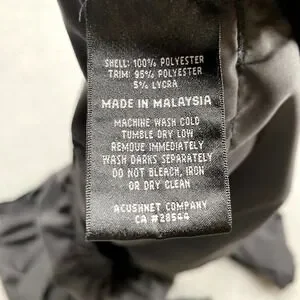 SHELL: 100% POLYESTER
TRIM: 95% POLYESTER
5% LYCRA
MADE IN MALAYSIA
MACHINE WASH COLD
TUMBLE DRY LOW
REMOVE IMMEDIATELY
WASH DARKS SEPARATELY
DO NOT BLEACH, IRON
OR DRY CLEAN
ACUSHNET COMPANY
CA #28544